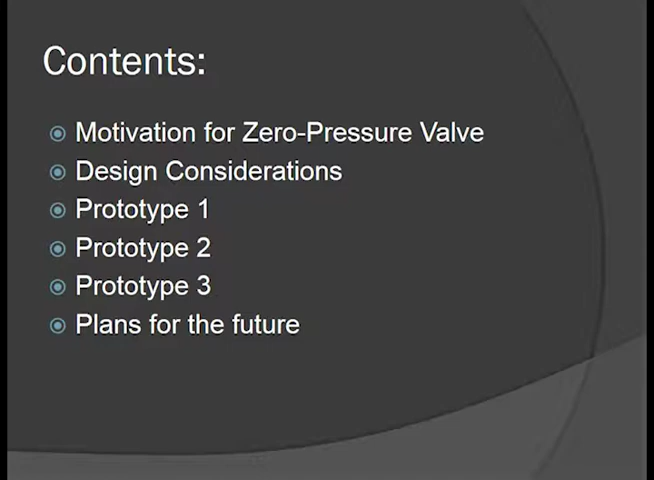 Contents:
Motivation for Zero-Pressure Valve
Design Considerations
Prototype 1
Prototype 2
Prototype 3
Plans for the future